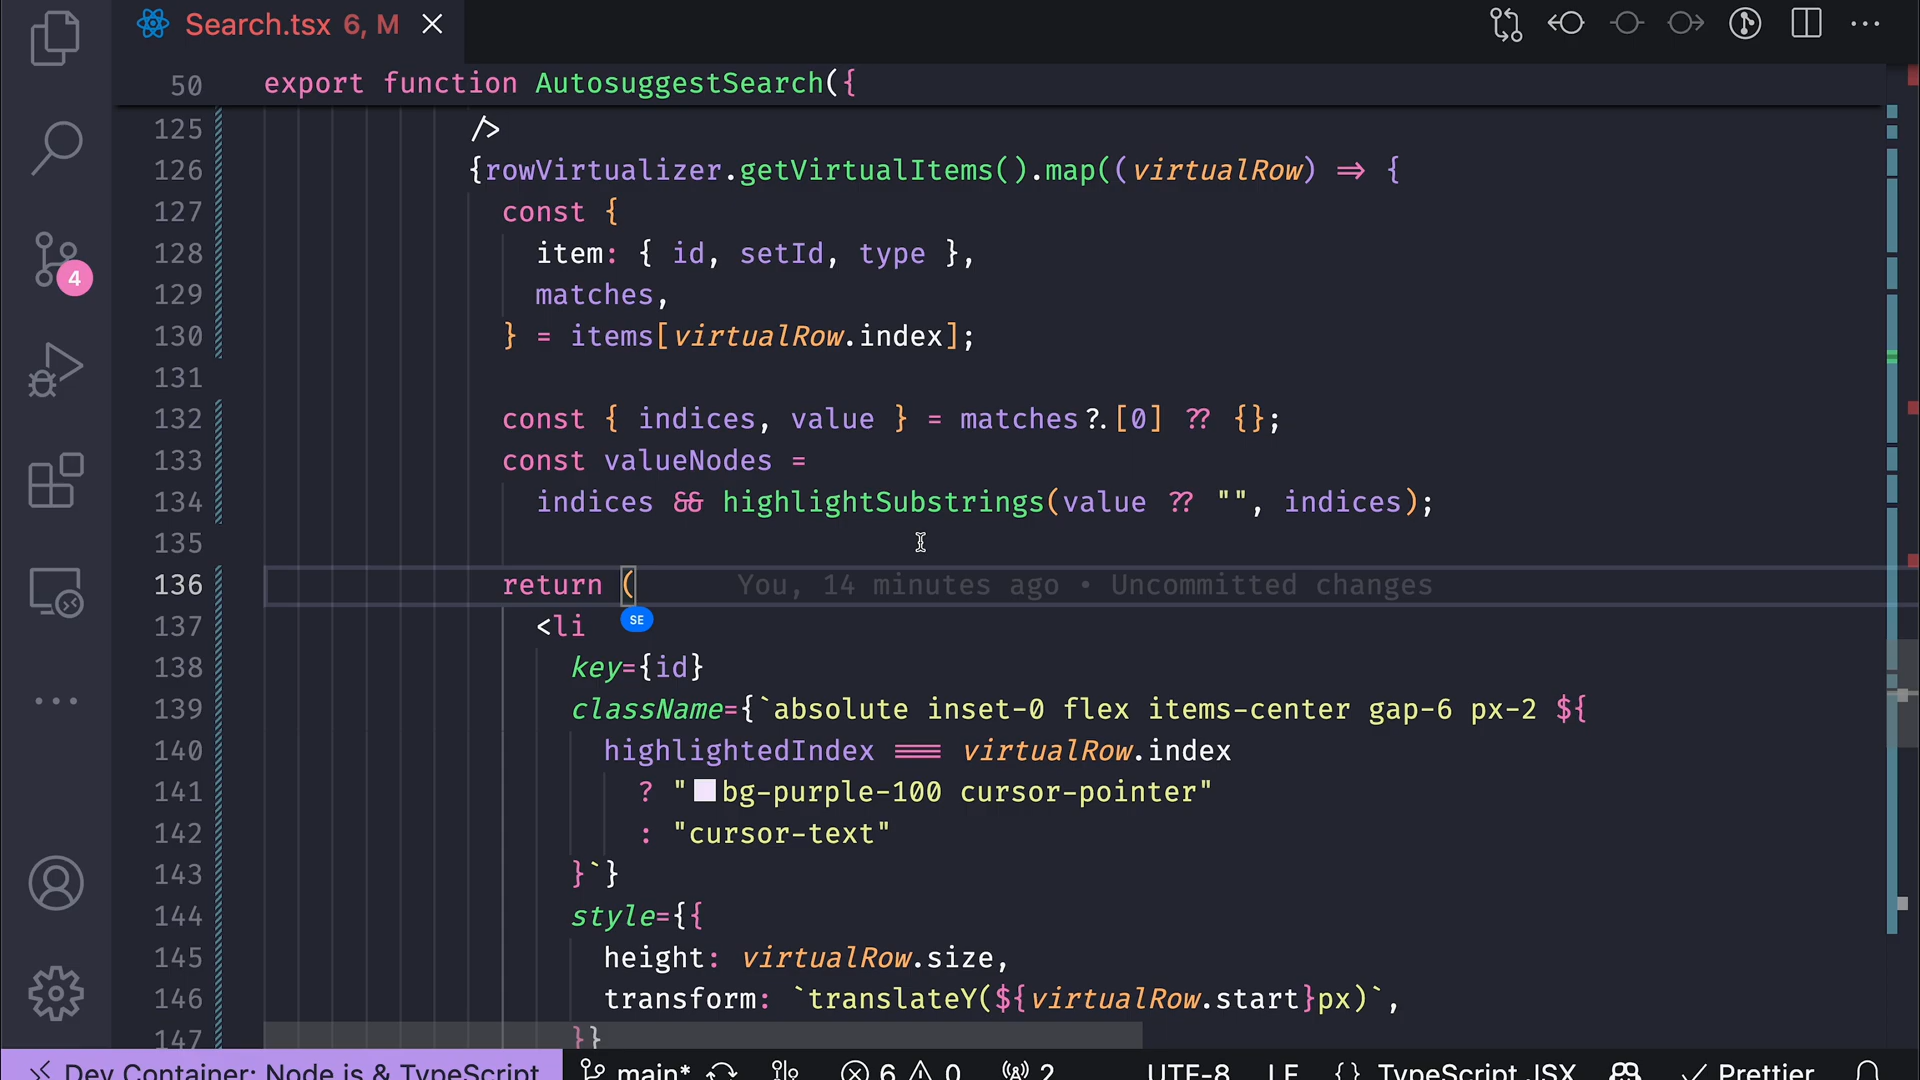 Search.tsx 6, M
50 export function AutosuggestSearch({
125 />
126 {rowVirtualizer.getVirtualItems().map((virtualRow) => {
127 const {
128 item: { id, setId, type },
129 matches,
130 } = items[virtualRow.index];
131
132 const { indices, value } = matches?.[0] ?? {};
133 const valueNodes =
134 indices && highlightSubstrings(value ?? "", indices);
135
136 return ( You, 14 minutes ago • Uncommitted changes
137 <li
SE
138 key={id}
139 className={`absolute inset-0 flex items-center gap-6 px-2 ${
140 highlightedIndex === virtualRow.index
141 ? "bg-purple-100 cursor-pointer"
142 : "cursor-text"
143 }`}
144 style={{
145 height: virtualRow.size,
146 transform: `translateY(${virtualRow.start}px)`,
147 }}
4
Dev Container: Node.js & TypeScript main* 6 0 2 UTF-8 LF {} TypeScript JSX Prettier